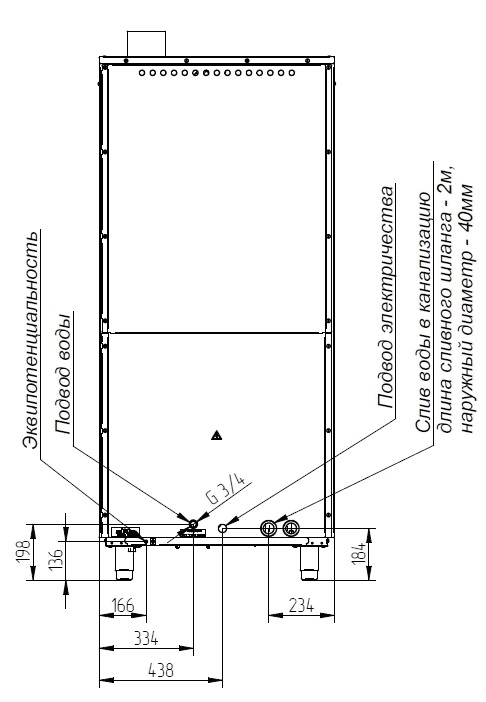 Эквипотенциальность
Подвод воды
Подвод электричества
Слив воды в канализацию
длина сливного шланга - 2м,
наружный диаметр - 40мм
G 3/4
198
136
184
166
234
334
438